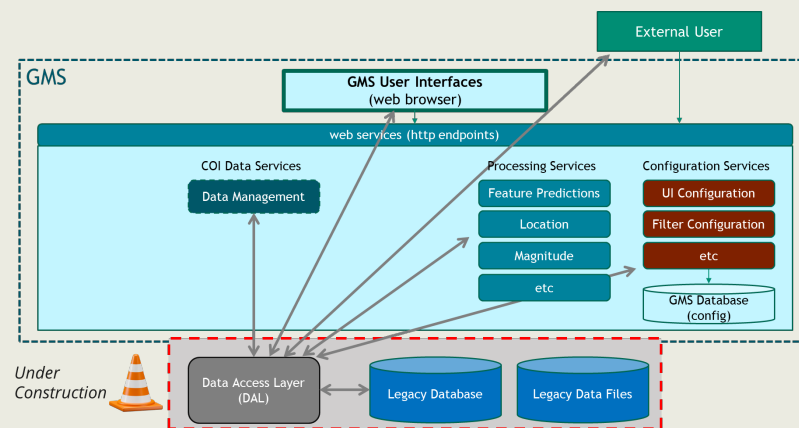 External User
GMS
GMS User Interfaces
(web browser)
web services (http endpoints)
COI Data Services
Processing Services
Configuration Services
Data Management
Feature Predictions
UI Configuration
Location
Filter Configuration
Magnitude
etc
etc
GMS Database
(config)
Under
Construction
Data Access Layer
(DAL)
Legacy Database
Legacy Data Files